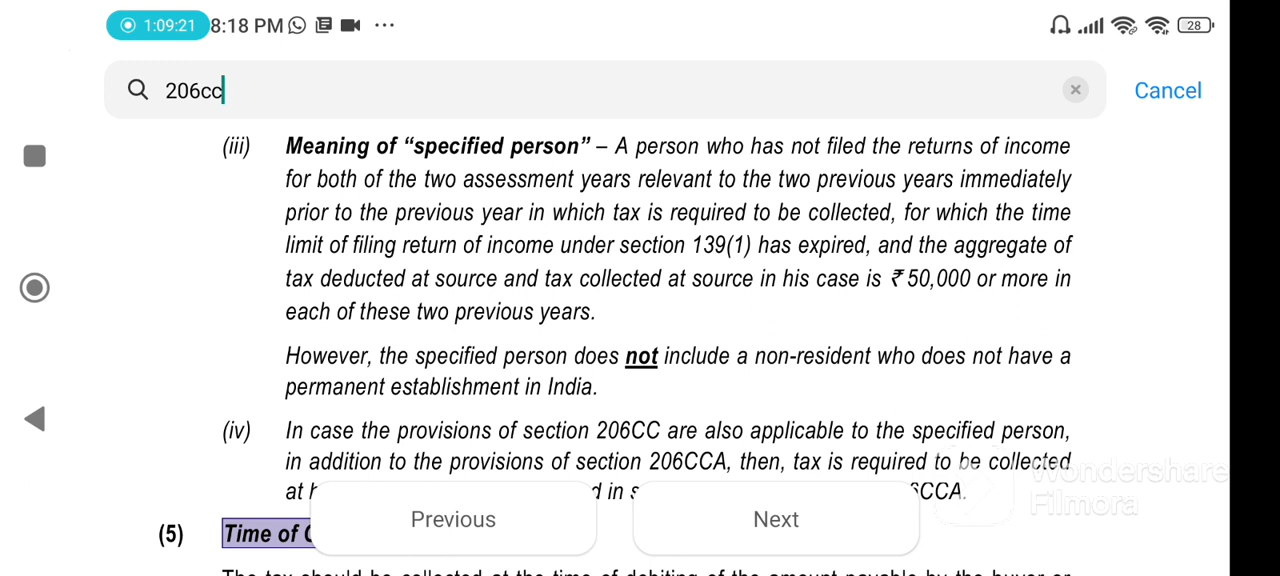 1:09:21 8:18 PM ... 28
206cc Cancel
(iii) Meaning of “specified person” – A person who has not filed the returns of income
for both of the two assessment years relevant to the two previous years immediately
prior to the previous year in which tax is required to be collected, for which the time
limit of filing return of income under section 139(1) has expired, and the aggregate of
tax deducted at source and tax collected at source in his case is ₹ 50,000 or more in
each of these two previous years.
However, the specified person does not include a non-resident who does not have a
permanent establishment in India.
(iv) In case the provisions of section 206CC are also applicable to the specified person,
in addition to the provisions of section 206CCA, then, tax is required to be collected
Wondershare
Filmora
at d in CCA.
Previous Next
(5) Time of